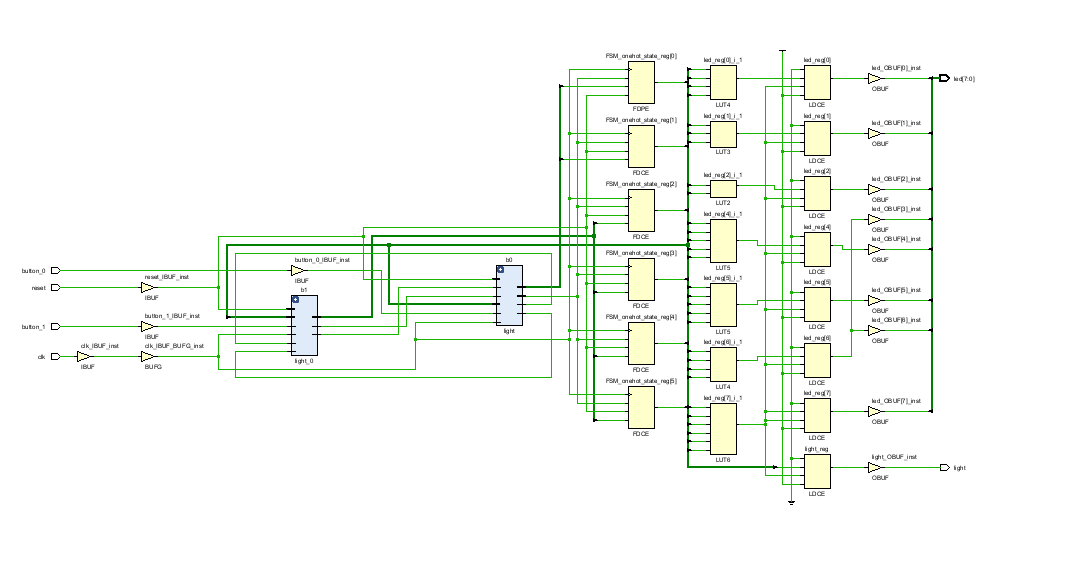 button_0
reset
button_1
clk
clk_IBUF_inst
IBUF
reset_IBUF_inst
IBUF
button_1_IBUF_inst
IBUF
clk_IBUF_BUFG_inst
BUFG
button_0_IBUF_inst
IBUF
b1
light_0
b0
light
FSM_onehot_state_reg[0]
FDPE
FSM_onehot_state_reg[1]
FDCE
FSM_onehot_state_reg[2]
FDCE
FSM_onehot_state_reg[3]
FDCE
FSM_onehot_state_reg[4]
FDCE
FSM_onehot_state_reg[5]
FDCE
led_reg[0]_i_1
LUT4
led_reg[1]_i_1
LUT3
led_reg[2]_i_1
LUT2
led_reg[4]_i_1
LUT5
led_reg[5]_i_1
LUT5
led_reg[6]_i_1
LUT4
led_reg[7]_i_1
LUT6
led_reg[0]
LDCE
led_reg[1]
LDCE
led_reg[2]
LDCE
led_reg[4]
LDCE
led_reg[5]
LDCE
led_reg[6]
LDCE
led_reg[7]
LDCE
light_reg
LDCE
led_OBUF[0]_inst
OBUF
led_OBUF[1]_inst
OBUF
led_OBUF[2]_inst
OBUF
led_OBUF[3]_inst
OBUF
led_OBUF[4]_inst
OBUF
led_OBUF[5]_inst
OBUF
led_OBUF[6]_inst
OBUF
led_OBUF[7]_inst
OBUF
light_OBUF_inst
OBUF
led[7:0]
light